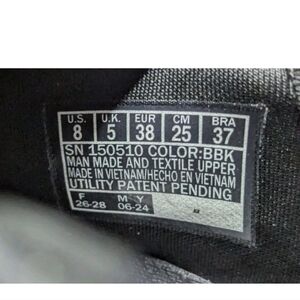 U.S. U.K. EUR CM BRA
8 5 38 25 37
SN 150510 COLOR:BBK
MAN MADE AND TEXTILE UPPER
MADE IN VIETNAM/HECHO EN VIETNAM
UTILITY PATENT PENDING
F M Y
26-28 06-24